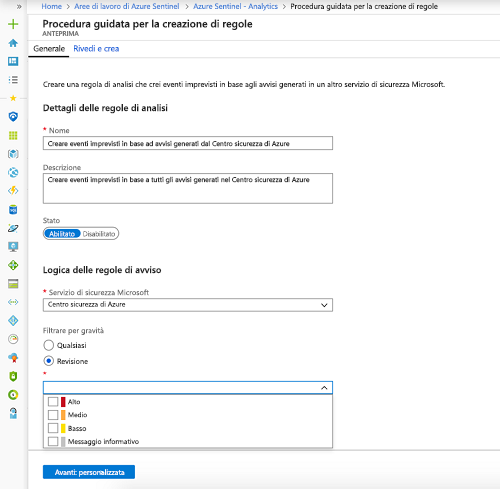 Home > Aree di lavoro di Azure Sentinel > Azure Sentinel - Analytics > Procedura guidata per la creazione di regole
Procedura guidata per la creazione di regole
ANTEPRIMA
Generale Rivedi e crea
Creare una regola di analisi che crei eventi imprevisti in base agli avvisi generati in un altro servizio di sicurezza Microsoft.
Dettagli delle regole di analisi
* Nome
Creare eventi imprevisti in base ad avvisi generati dal Centro sicurezza di Azure
Descrizione
Creare eventi imprevisti in base a tutti gli avvisi generati nel Centro sicurezza di Azure
Stato
Abilitato Disabilitato
Logica delle regole di avviso
* Servizio di sicurezza Microsoft
Centro sicurezza di Azure
Filtrare per gravità
Qualsiasi
Revisione
*
Alto
Medio
Basso
Messaggio informativo
Avanti: personalizzata